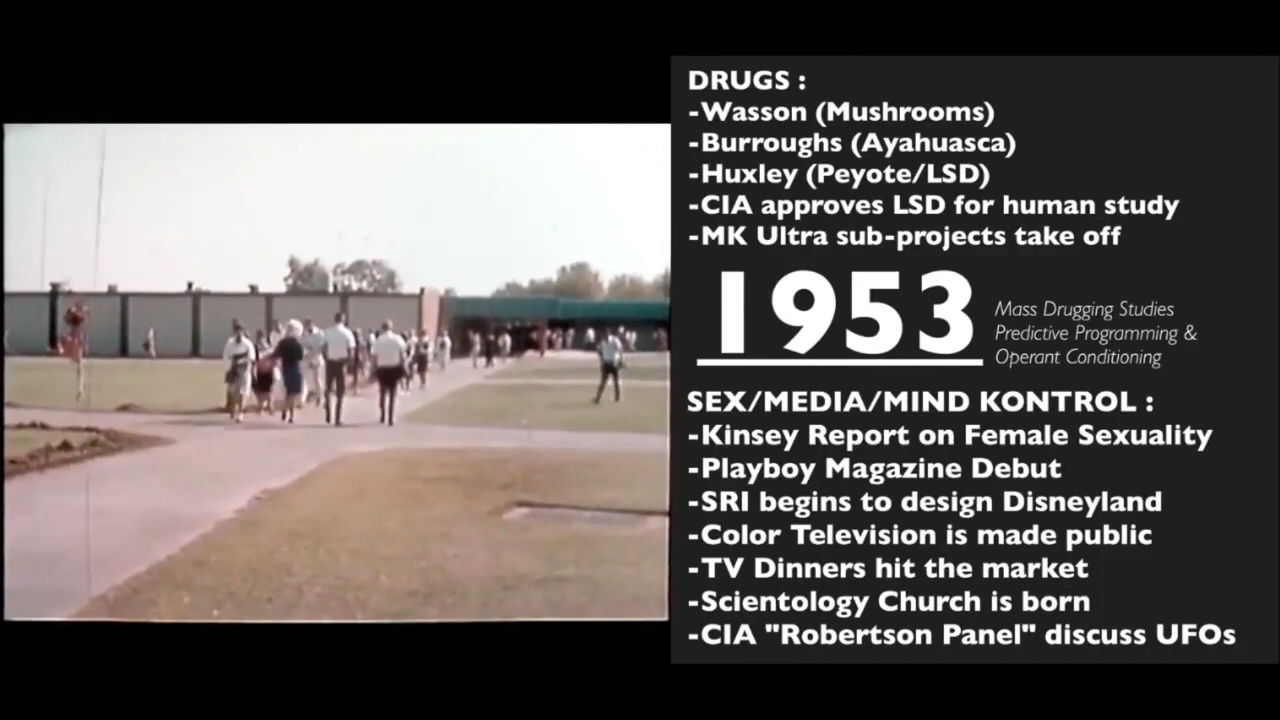 DRUGS :
-Wasson (Mushrooms)
-Burroughs (Ayahuasca)
-Huxley (Peyote/LSD)
-CIA approves LSD for human study
-MK Ultra sub-projects take off
1953
Mass Drugging Studies
Predictive Programming &
Operant Conditioning
SEX/MEDIA/MIND KONTROL :
-Kinsey Report on Female Sexuality
-Playboy Magazine Debut
-SRI begins to design Disneyland
-Color Television is made public
-TV Dinners hit the market
-Scientology Church is born
-CIA "Robertson Panel" discuss UFOs